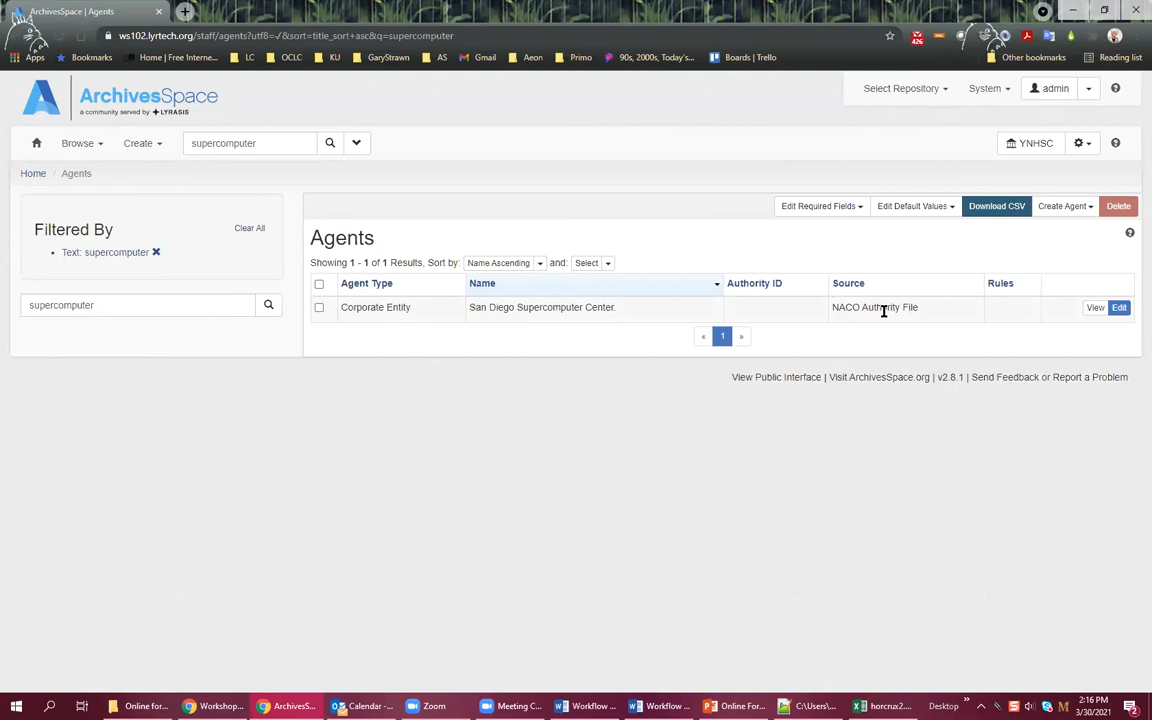 ArchivesSpace | Agents
ws102.lyrtech.org/staff/agents?utf8=✓&sort=title_sort+asc&q=supercomputer
426
Apps Bookmarks Home | Free Interne... LC OCLC KU GaryStrawn AS Gmail Aeon Primo 90s, 2000s, Today's... Boards | Trello Other bookmarks Reading list
ArchivesSpace
a community served by LYRASIS
Select Repository System admin
Browse Create supercomputer YNHSC
Home / Agents
Filtered By Clear All
Text: supercomputer
supercomputer
Edit Required Fields Edit Default Values Download CSV Create Agent Delete
Agents
Showing 1 - 1 of 1 Results, Sort by: Name Ascending and: Select
Agent Type Name Authority ID Source Rules
Corporate Entity San Diego Supercomputer Center. NACO Authority File View Edit
« 1 »
View Public Interface | Visit ArchivesSpace.org | v2.8.1 | Send Feedback or Report a Problem
Online for... Workshop... ArchivesS... Calendar -... Zoom Meeting C... Workflow ... Workflow ... Online For... C:\Users\... horcrux2.... Desktop
2:16 PM
3/30/2021
2